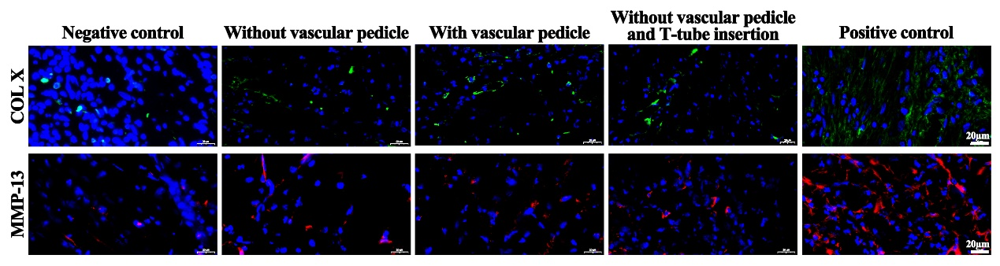 Negative control
Without vascular pedicle
With vascular pedicle
Without vascular pedicle
and T-tube insertion
Positive control
COL X
20μm
MMP-13
20μm